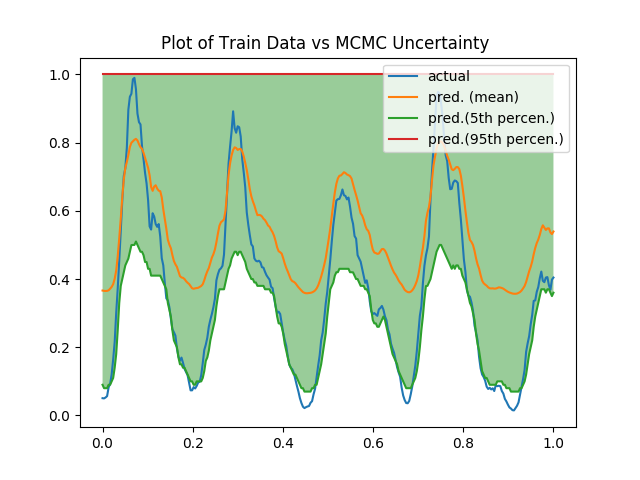 Plot of Train Data vs MCMC Uncertainty
1.0
0.8
0.6
0.4
0.2
0.0
actual
pred. (mean)
pred.(5th percen.)
pred.(95th percen.)
0.0 0.2 0.4 0.6 0.8 1.0